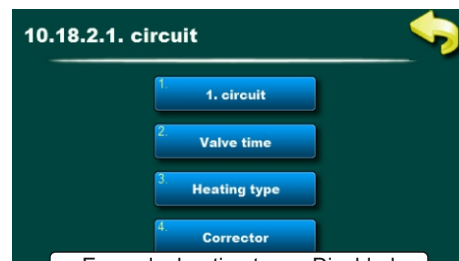 10.18.2.1. circuit
1.
1. circuit
2.
Valve time
3.
Heating type
4.
Corrector